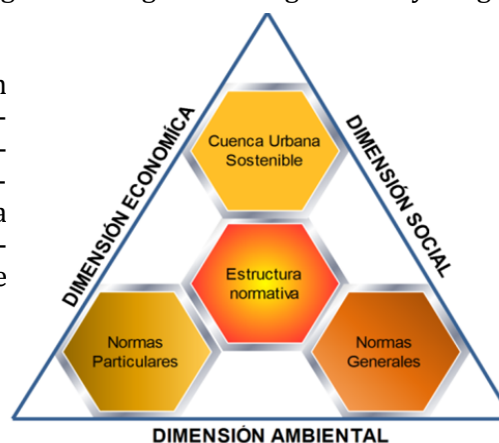 DIMENSIÓN ECONOMÍCA
DIMENSIÓN SOCIAL
Cuenca Urbana
Sostenible
Estructura
normativa
Normas
Particulares
Normas
Generales
DIMENSIÓN AMBIENTAL